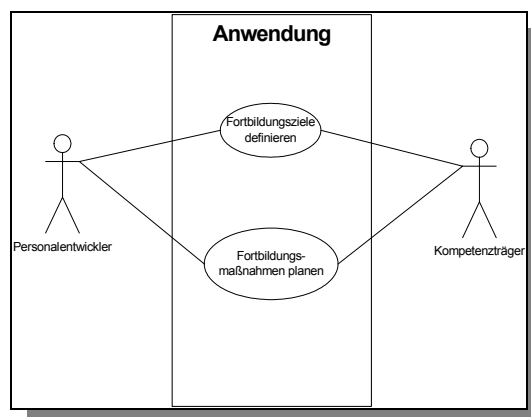 Anwendung
Fortbildungsziele
definieren
Personalentwickler
Kompetenzträger
Fortbildungs-
maßnahmen planen